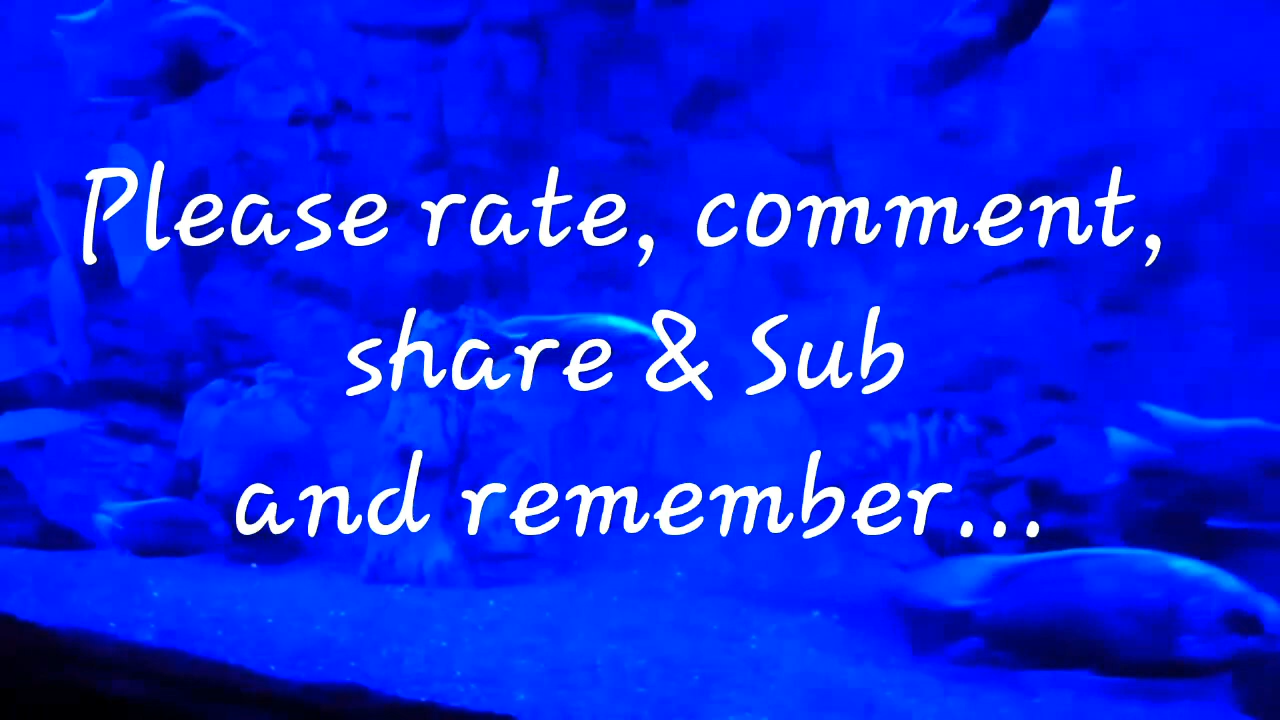 Please rate, comment,
share & Sub
and remember...